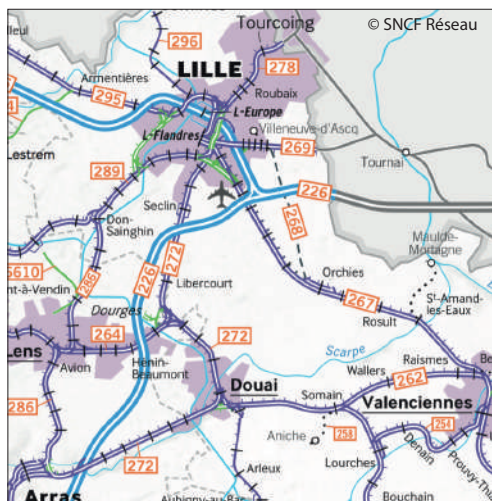 © SNCF Réseau
Tourcoing
296
LILLE
278
Armentières
Roubaix
295
L-Europe
L-Flandres
Villeneuve-d'Ascq
Lestrem
269
289
Tournai
226
Seclin
Don-
Sainghin
268
Maulde-
Mortagne
272
226
Orchies
286
Libercourt
267
St-Amand-
les-Eaux
Dourges
Rosult
264
272
Scarpe
Lens
Raismes
Hénin-
Beaumont
Wallers
262
Avion
Douai
Somain
Valenciennes
286
Aniche
254
Denain
272
Lourches
Arleux
Bouchain
Arras